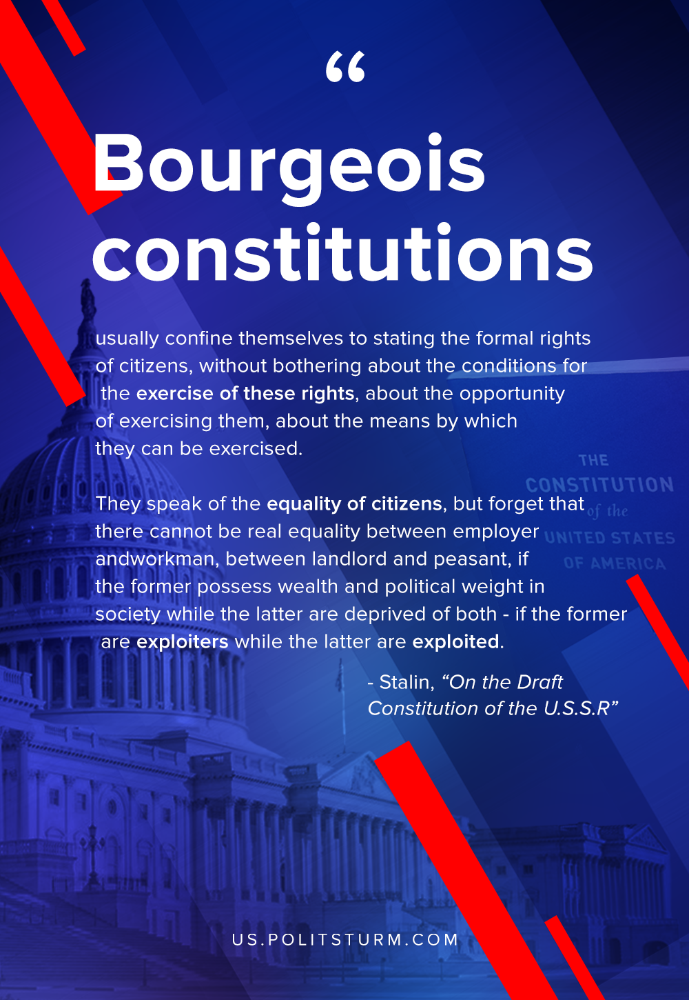 “
Bourgeois
constitutions
usually confine themselves to stating the formal rights
of citizens, without bothering about the conditions for
the exercise of these rights, about the opportunity
of exercising them, about the means by which
they can be exercised.
They speak of the equality of citizens, but forget that
there cannot be real equality between employer
andworkman, between landlord and peasant, if
the former possess wealth and political weight in
society while the latter are deprived of both - if the former
are exploiters while the latter are exploited.
- Stalin, “On the Draft
Constitution of the U.S.S.R”
THE
CONSTITUTION
of the
UNITED STATES
OF AMERICA
US.POLITSTURM.COM